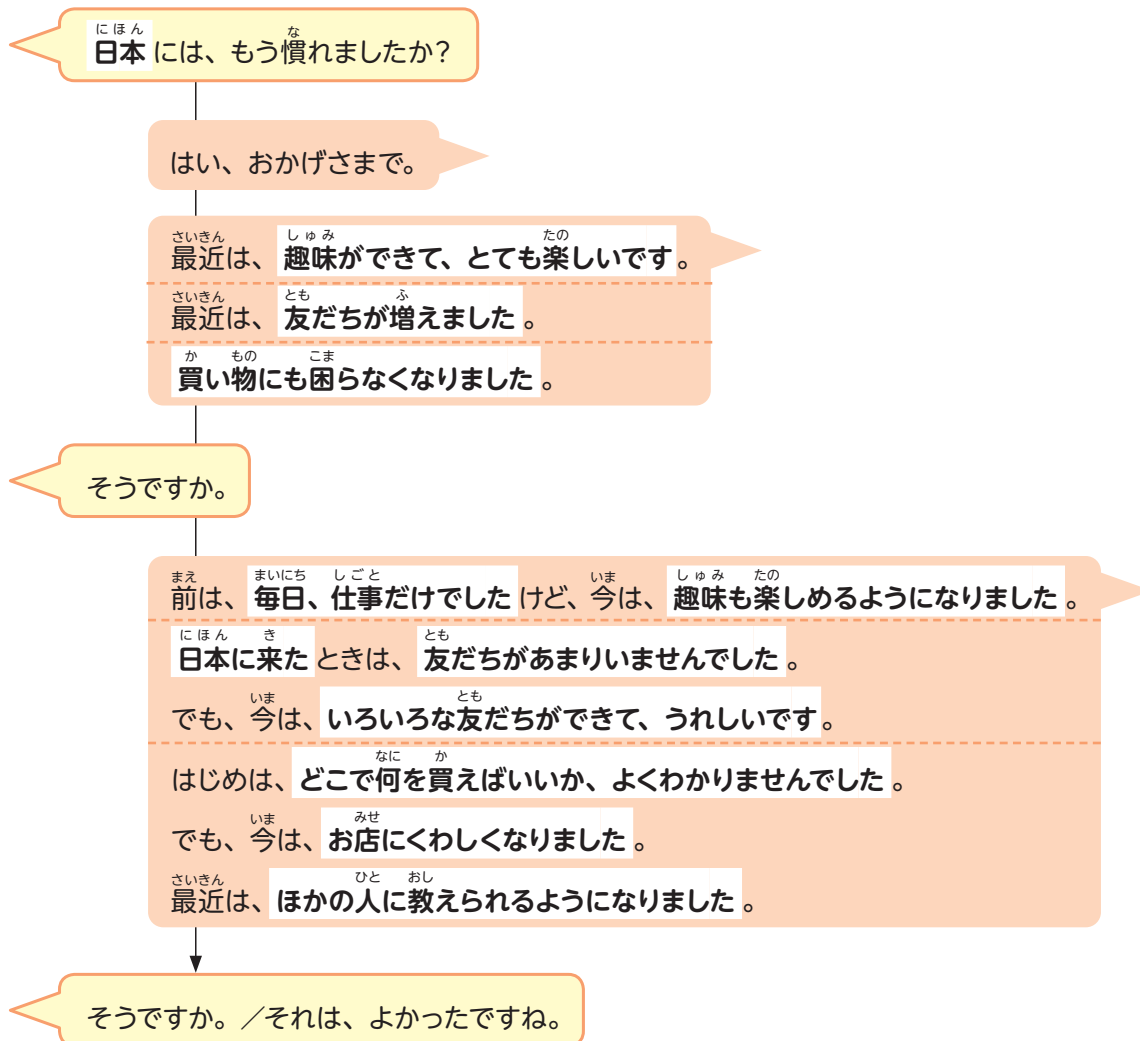 日本には、もう慣れましたか?
はい、おかげさまで。
最近は、趣味ができて、とても楽しいです。
最近は、友だちが増えました。
買い物にも困らなくなりました。
そうですか。
前は、毎日、仕事だけでしたけど、今は、趣味も楽しめるようになりました。
日本に来たときは、友だちがあまりいませんでした。
でも、今は、いろいろな友だちができて、うれしいです。
はじめは、どこで何を買えばいいか、よくわかりませんでした。
でも、今は、お店にくわしくなりました。
最近は、ほかの人に教えられるようになりました。
そうですか。/それは、よかったですね。